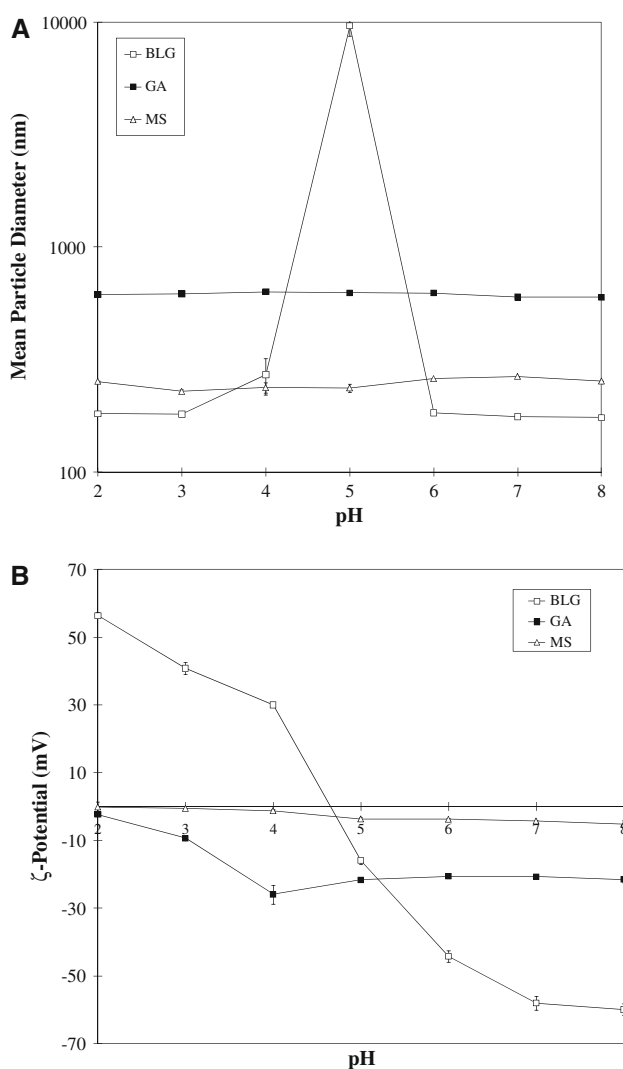 A
Mean Particle Diameter (nm)
10000
1000
100
BLG
GA
MS
2 3 4 5 6 7 8
pH
B
ζ-Potential (mV)
70
50
30
10
-10
-30
-50
-70
BLG
GA
MS
2 3 4 5 6 7 8
pH